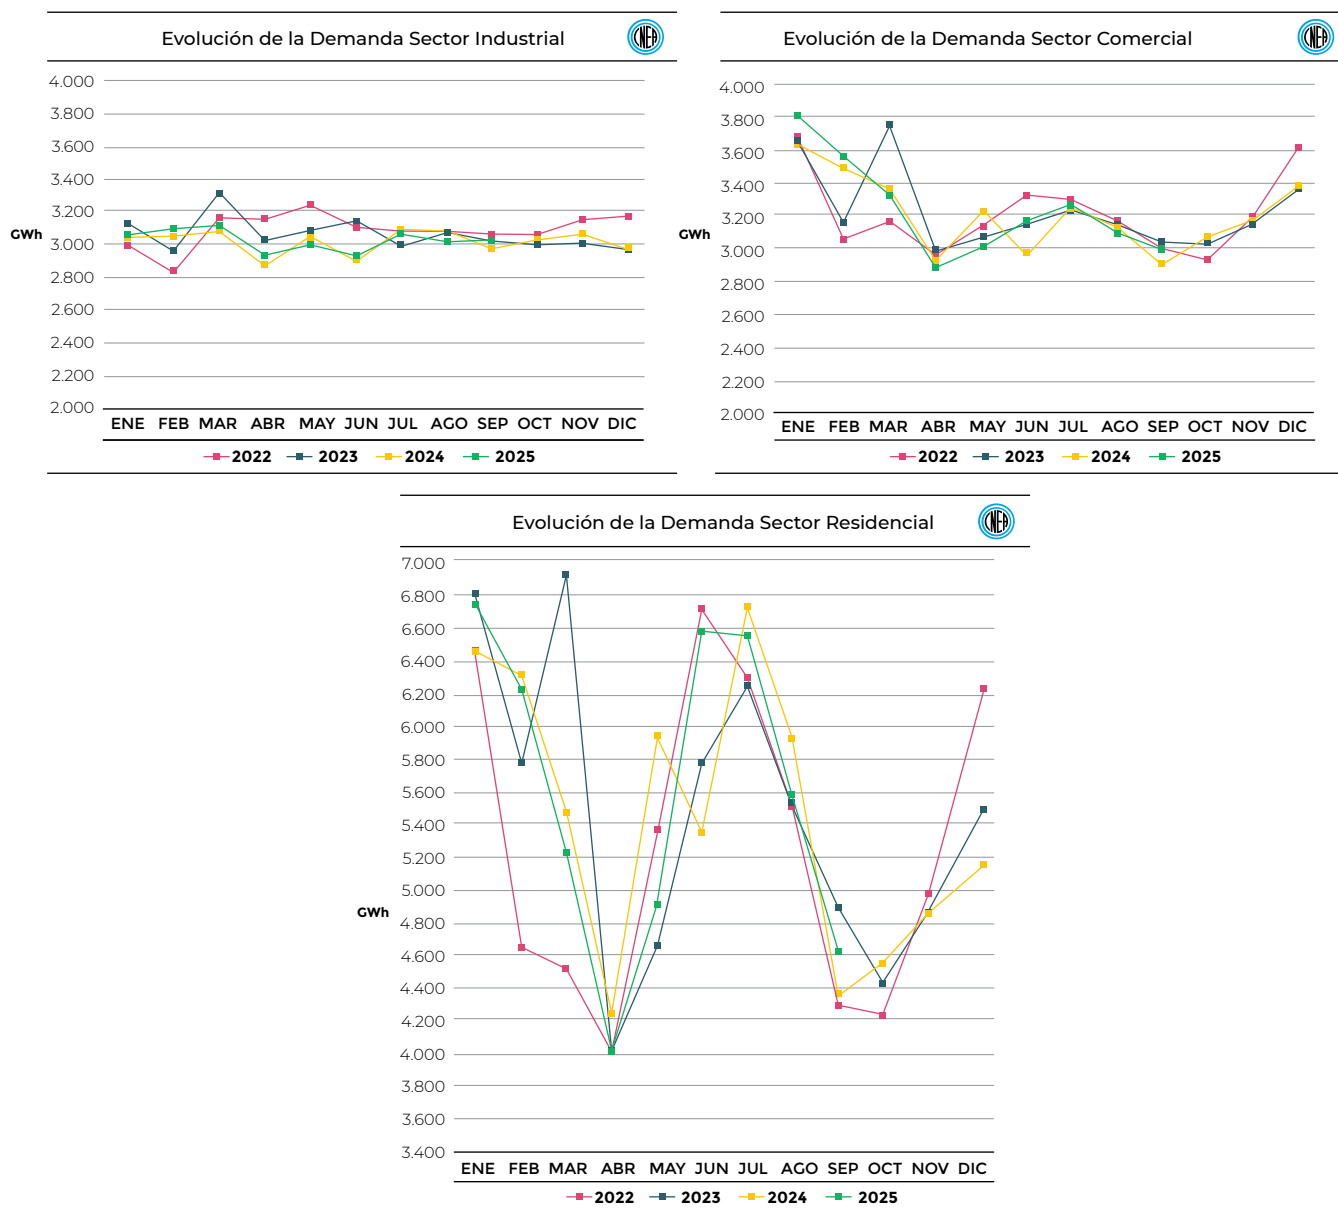 Evolución de la Demanda Sector Industrial
CNEA
4.000
3.800
3.600
3.400
3.200
3.000
2.800
2.600
2.400
2.200
2.000
GWh
ENE FEB MAR ABR MAY JUN JUL AGO SEP OCT NOV DIC
2022 2023 2024 2025
Evolución de la Demanda Sector Comercial
CNEA
4.000
3.800
3.600
3.400
3.200
3.000
2.800
2.600
2.400
2.200
2.000
GWh
ENE FEB MAR ABR MAY JUN JUL AGO SEP OCT NOV DIC
2022 2023 2024 2025
Evolución de la Demanda Sector Residencial
CNEA
7.000
6.800
6.600
6.400
6.200
6.000
5.800
5.600
5.400
5.200
5.000
4.800
4.600
4.400
4.200
4.000
3.800
3.600
3.400
GWh
ENE FEB MAR ABR MAY JUN JUL AGO SEP OCT NOV DIC
2022 2023 2024 2025